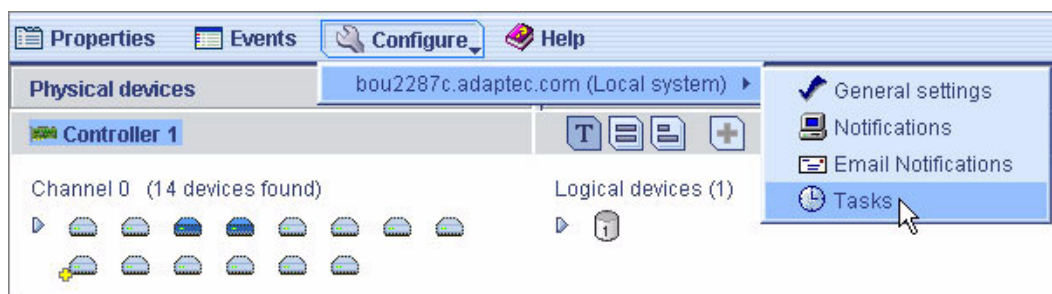 Properties Events Configure Help
Physical devices
bou2287c.adaptec.com (Local system)
General settings
Notifications
Email Notifications
Tasks
Controller 1
T
Channel 0 (14 devices found)
Logical devices (1)
1